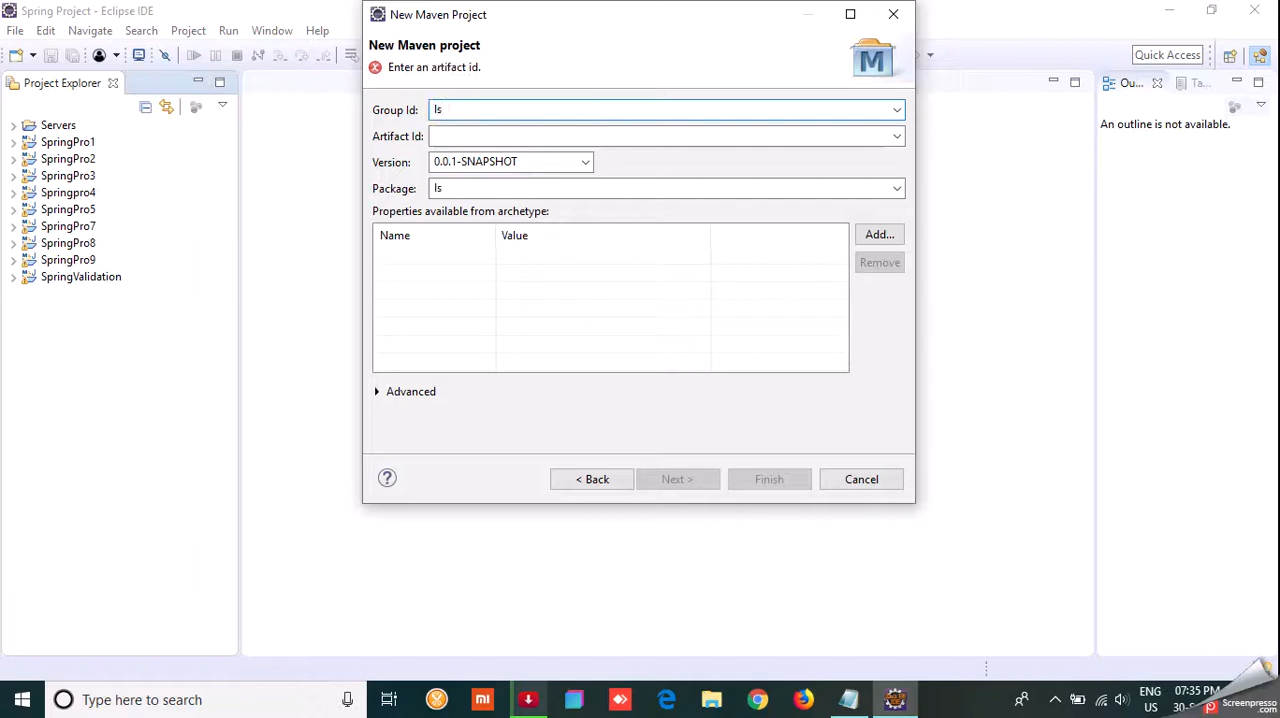 Spring Project - Eclipse IDE
New Maven Project
File Edit Navigate Search Project Run Window Help
New Maven project
Enter an artifact id.
Quick Access
M
Project Explorer
Ou...
Ta...
Group Id: ls
Artifact Id:
Version: 0.0.1-SNAPSHOT
Package: ls
Properties available from archetype:
Name Value
Add...
Remove
Advanced
Servers
SpringPro1
SpringPro2
SpringPro3
Springpro4
SpringPro5
SpringPro7
SpringPro8
SpringPro9
SpringValidation
An outline is not available.
?
< Back Next > Finish Cancel
Type here to search
mi
ENG
US
07:35 PM
Screenpresso
.com